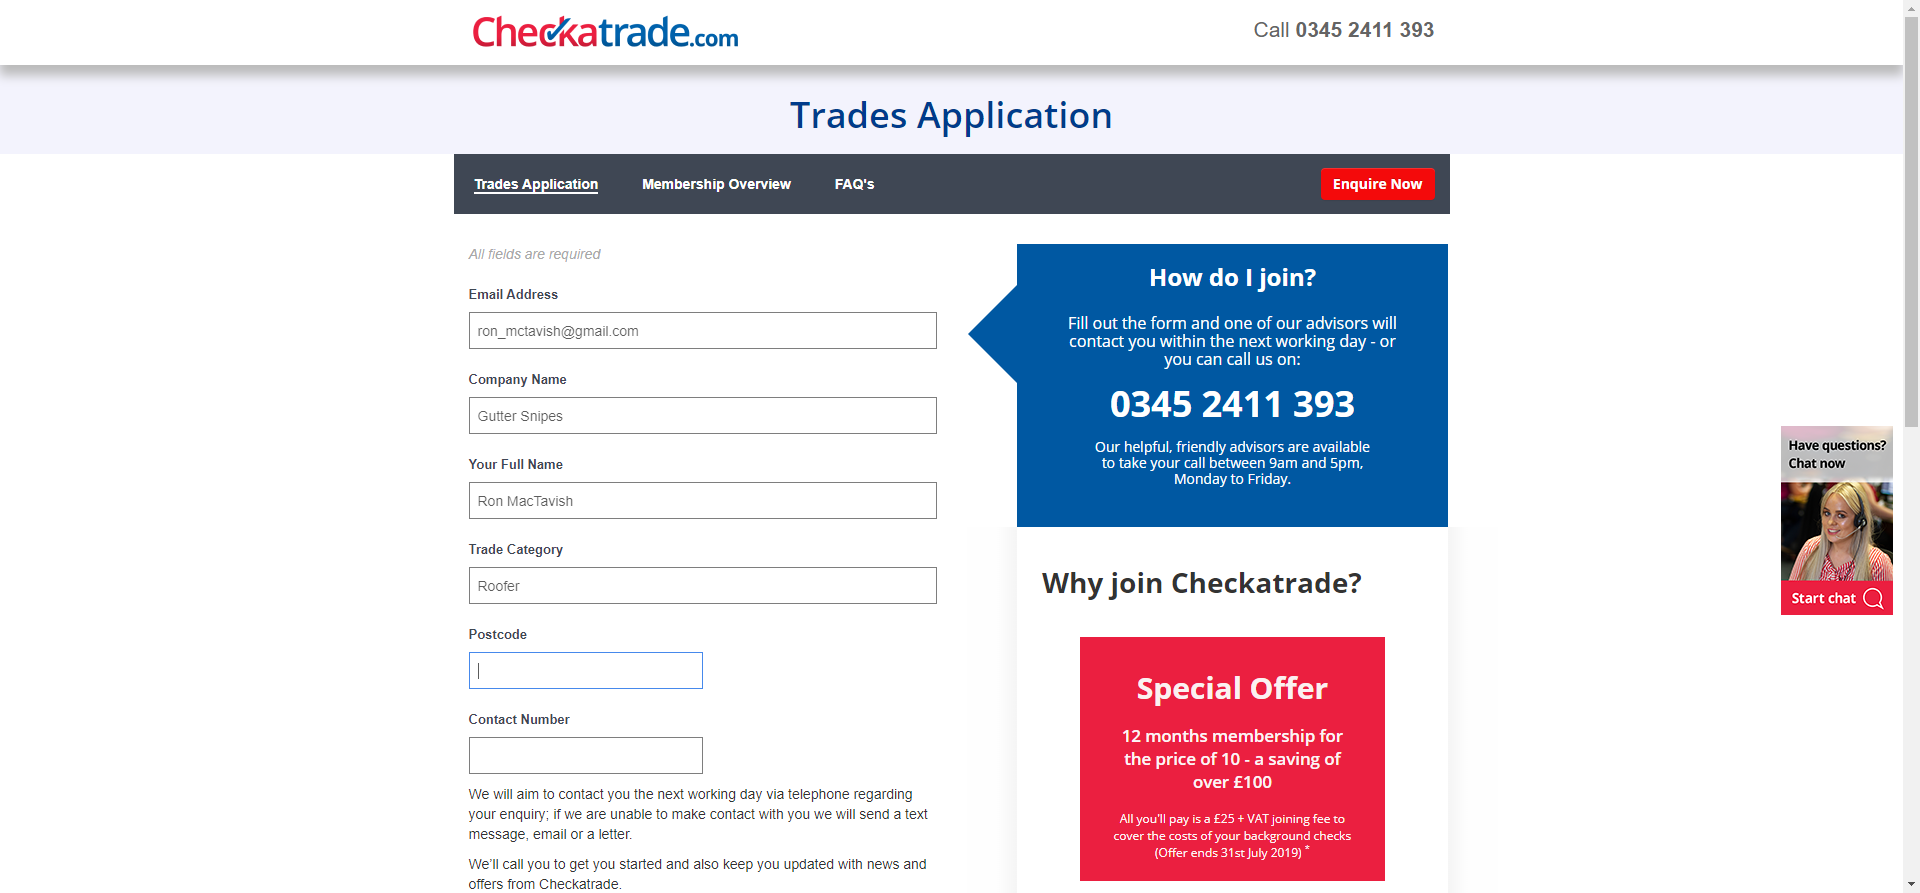 Checkatrade.com
Call 0345 2411 393
Trades Application
Trades Application
Membership Overview
FAQ's
Enquire Now
All fields are required
Email Address
ron_mctavish@gmail.com
Company Name
Gutter Snipes
Your Full Name
Ron MacTavish
Trade Category
Roofer
Postcode
Contact Number
We will aim to contact you the next working day via telephone regarding
your enquiry; if we are unable to make contact with you we will send a text
message, email or a letter.
We'll call you to get you started and also keep you updated with news and
offers from Checkatrade.
How do I join?
Fill out the form and one of our advisors will
contact you within the next working day - or
you can call us on:
0345 2411 393
Our helpful, friendly advisors are available
to take your call between 9am and 5pm,
Monday to Friday.
Why join Checkatrade?
Special Offer
12 months membership for
the price of 10 - a saving of
over £100
All you'll pay is a £25 + VAT joining fee to
cover the costs of your background checks
(Offer ends 31st July 2019) *
Have questions?
Chat now
Start chat